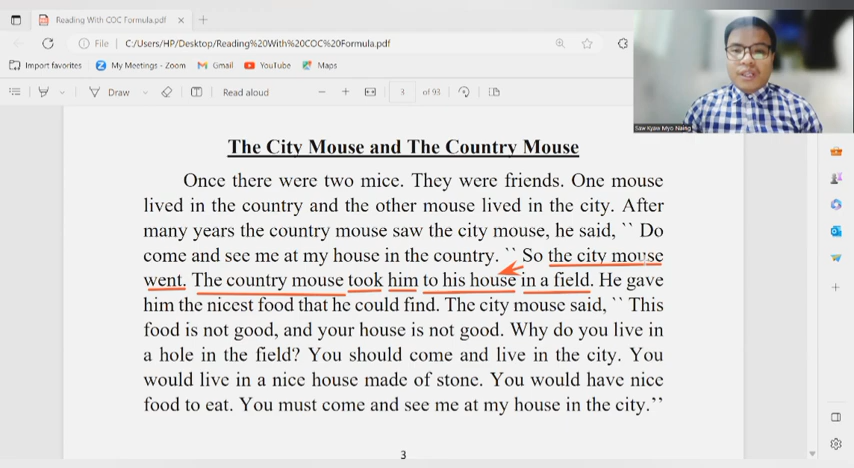 Reading With COC Formula.pdf
File | C:/Users/HP/Desktop/Reading%20With%20COC%20Formula.pdf
Import favorites My Meetings - Zoom Gmail YouTube Maps
Draw Read aloud 3 of 93
Saw Kyaw Myo Naing
The City Mouse and The Country Mouse
Once there were two mice. They were friends. One mouse
lived in the country and the other mouse lived in the city. After
many years the country mouse saw the city mouse, he said, `` Do
come and see me at my house in the country. `` So the city mouse
went. The country mouse took him to his house in a field. He gave
him the nicest food that he could find. The city mouse said, `` This
food is not good, and your house is not good. Why do you live in
a hole in the field? You should come and live in the city. You
would live in a nice house made of stone. You would have nice
food to eat. You must come and see me at my house in the city.’’
3